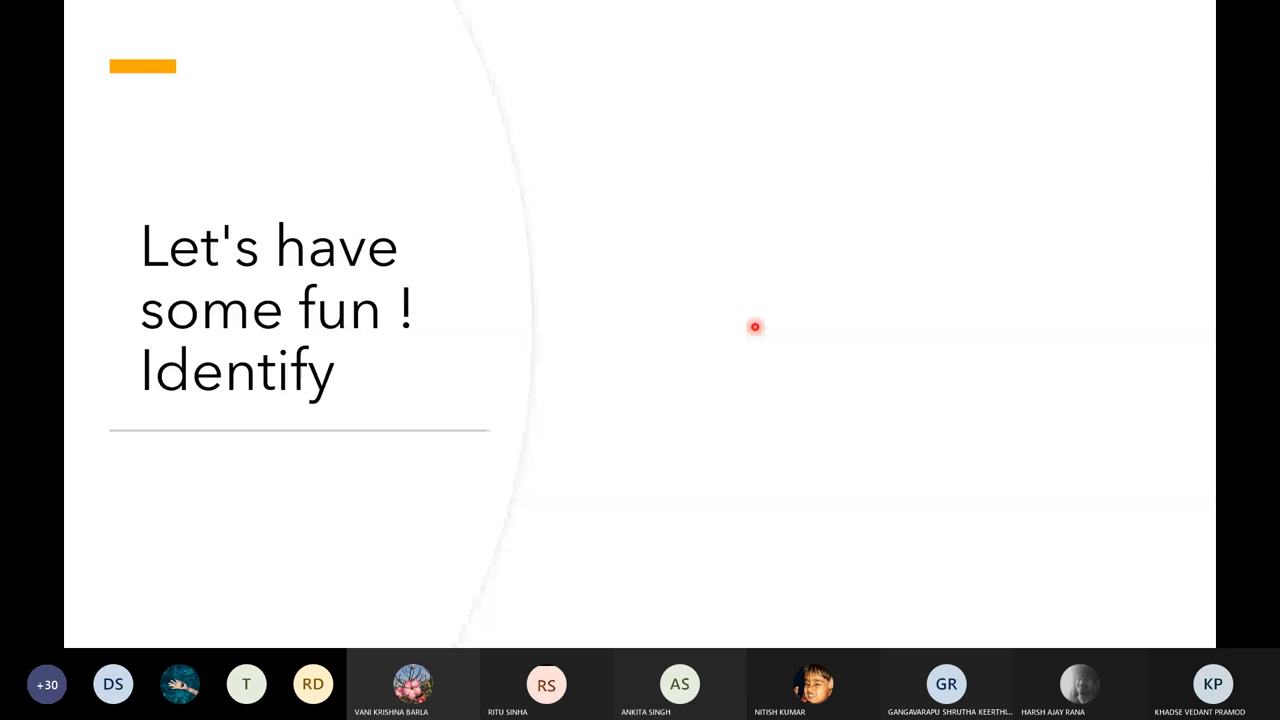 Let's have
some fun !
Identify
+30
DS
T
RD
RS
AS
GR
KP
VANI KRISHNA BARLA
RITU SINHA
ANKITA SINGH
NITISH KUMAR
GANGAVARAPU SHRUTHA KEERTHI...
HARSH AJAY RANA
KHADSE VEDANT PRAMOD